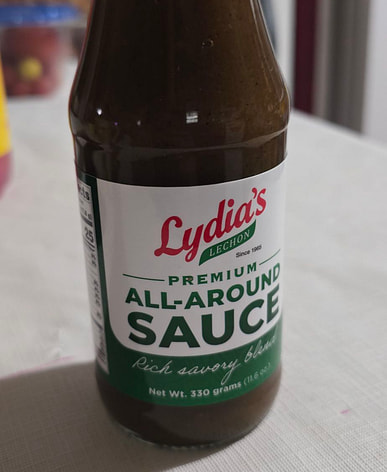 Lydia's
LECHON
Since 1965
PREMIUM
ALL-AROUND
SAUCE
Rich savory blend
Net Wt. 330 grams (11.6 oz.)